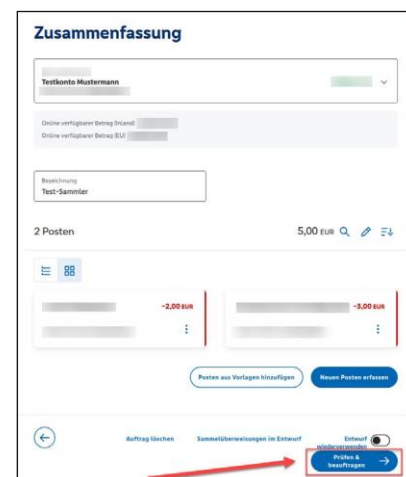 Zusammenfassung
Testkonto Mustermann
Online verfügbarer Betrag (Inland)
Online verfügbarer Betrag (EU)
Bezeichnung
Test-Sammler
2 Posten
5,00 EUR
-2,00 EUR
-3,00 EUR
Posten aus Vorlagen hinzufügen
Neuen Posten erfassen
Auftrag löschen
Sammelüberweisungen im Entwurf
Entwurf
wiederverwenden
Prüfen &
beauftragen